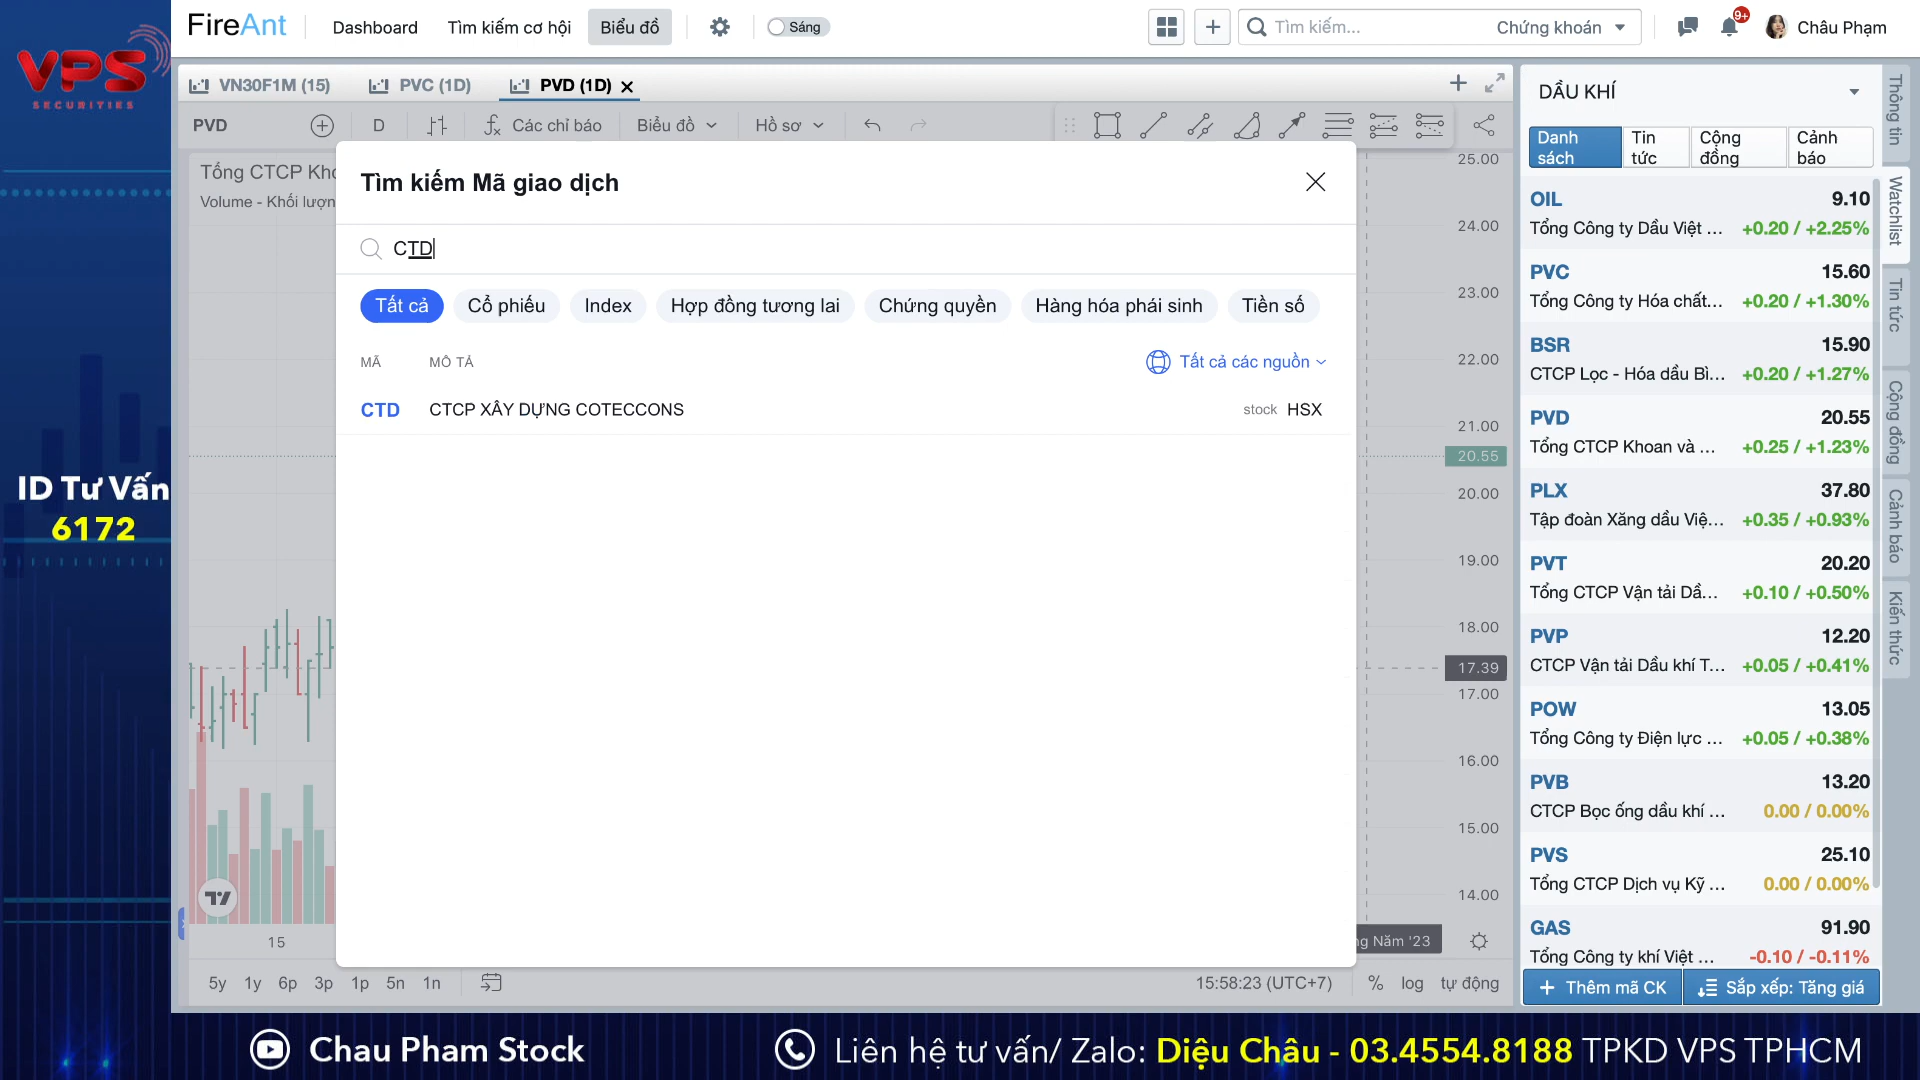 VPS
SECURITIES
ID Tư Vấn
6172
FireAnt
Dashboard
Tìm kiếm cơ hội
Biểu đồ
Sáng
Tìm kiếm...
Chứng khoán
9+
Châu Phạm
VN30F1M (15)
PVC (1D)
PVD (1D)
PVD
D
Các chỉ báo
Biểu đồ
Hồ sơ
Tổng CTCP Kho
Volume - Khối lượn
Tìm kiếm Mã giao dịch
CTD
Tất cả
Cổ phiếu
Index
Hợp đồng tương lai
Chứng quyền
Hàng hóa phái sinh
Tiền số
MÃ
MÔ TẢ
Tất cả các nguồn
CTD
CTCP XÂY DỰNG COTECCONS
stock
HSX
25.00
24.00
23.00
22.00
21.00
20.55
20.00
19.00
18.00
17.39
17.00
16.00
15.00
14.00
15
ng Năm '23
5y
1y
6p
3p
1p
5n
1n
15:58:23 (UTC+7)
%
log
tự động
DẦU KHÍ
Danh sách
Tin tức
Cộng đồng
Cảnh báo
OIL 9.10
Tổng Công ty Dầu Việt ... +0.20 / +2.25%
PVC 15.60
Tổng Công ty Hóa chất... +0.20 / +1.30%
BSR 15.90
CTCP Lọc - Hóa dầu Bì... +0.20 / +1.27%
PVD 20.55
Tổng CTCP Khoan và ... +0.25 / +1.23%
PLX 37.80
Tập đoàn Xăng dầu Việ... +0.35 / +0.93%
PVT 20.20
Tổng CTCP Vận tải Dầ... +0.10 / +0.50%
PVP 12.20
CTCP Vận tải Dầu khí T... +0.05 / +0.41%
POW 13.05
Tổng Công ty Điện lực ... +0.05 / +0.38%
PVB 13.20
CTCP Bọc ống dầu khí ... 0.00 / 0.00%
PVS 25.10
Tổng CTCP Dịch vụ Kỹ ... 0.00 / 0.00%
GAS 91.90
Tổng Công ty khí Việt ... -0.10 / -0.11%
Thêm mã CK
Sắp xếp: Tăng giá
Thông tin
Watchlist
Tin tức
Cộng đồng
Cảnh báo
Kiến thức
Chau Pham Stock
Liên hệ tư vấn/ Zalo: Diệu Châu - 03.4554.8188 TPKD VPS TPHCM